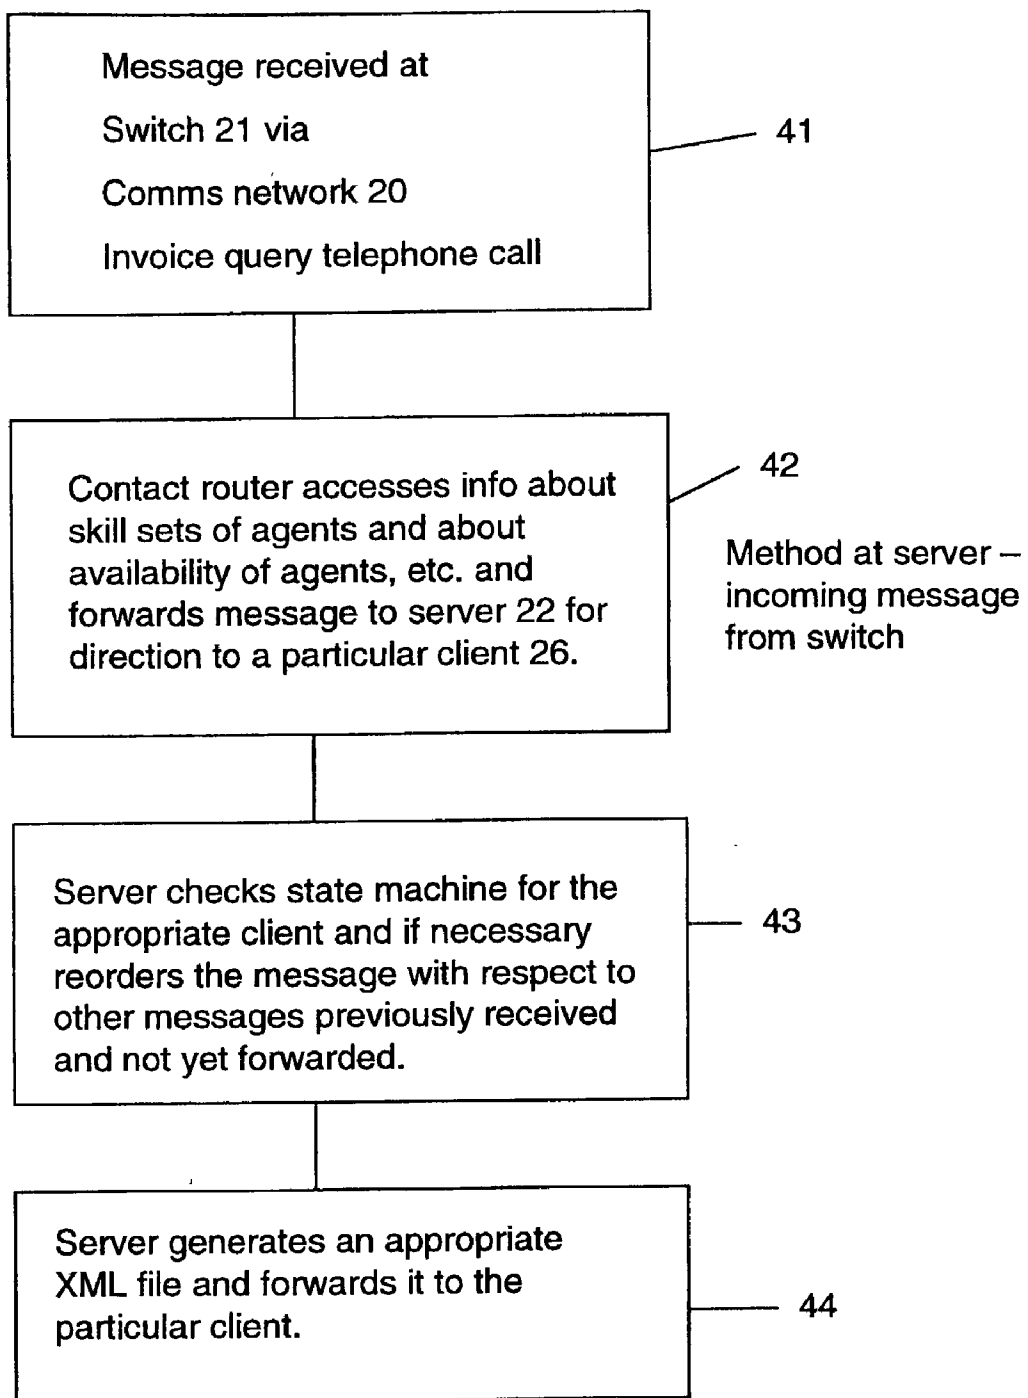 Message received at
Switch 21 via
Comms network 20
Invoice query telephone call
41
Contact router accesses info about
skill sets of agents and about
availability of agents, etc. and
forwards message to server 22 for
direction to a particular client 26.
42
Method at server –
incoming message
from switch
Server checks state machine for the
appropriate client and if necessary
reorders the message with respect to
other messages previously received
and not yet forwarded.
43
Server generates an appropriate
XML file and forwards it to the
particular client.
44